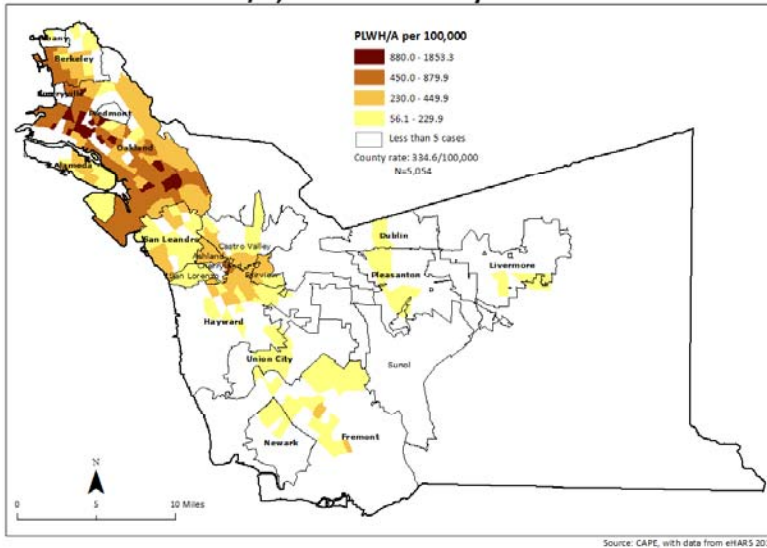 PLWH/A per 100,000
880.0 - 1853.3
450.0 - 879.9
230.0 - 449.9
56.1 - 229.9
Less than 5 cases
County rate: 334.6/100,000
N=5,054
Berkeley
Piedmont
Oakland
Alameda
San Leandro
Castro Valley
Ashland
San Lorenzo
Hayward
Union City
Newark
Fremont
Sunol
Dublin
Pleasanton
Livermore
N
0 5 10 Miles
Source: CAPE, with data from eHARS